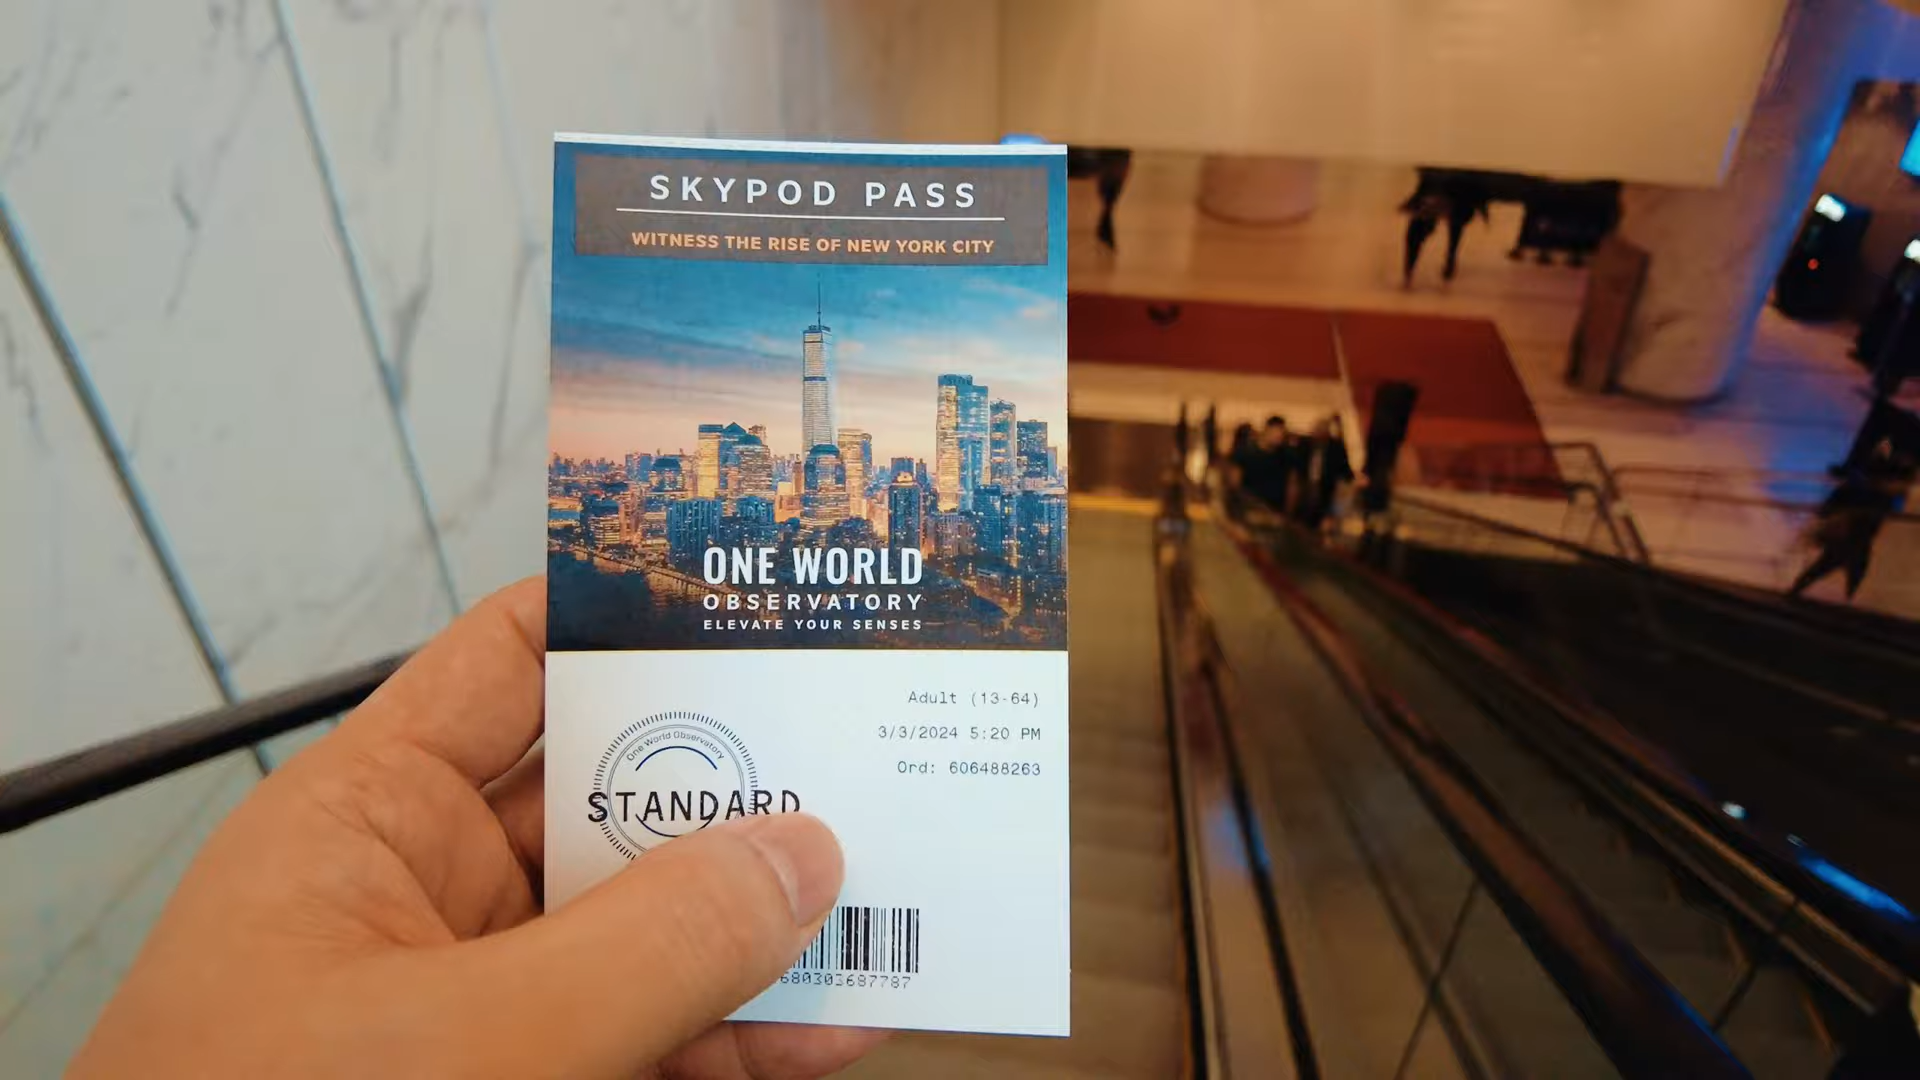 SKYPOD PASS
WITNESS THE RISE OF NEW YORK CITY
ONE WORLD
OBSERVATORY
ELEVATE YOUR SENSES
Adult (13-64)
3/3/2024 5:20 PM
Ord: 606488263
One World Observatory
STANDARD
680303687787